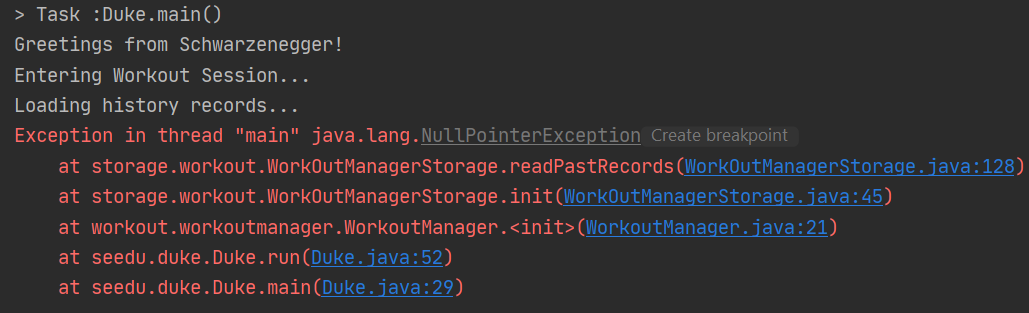 > Task :Duke.main()
Greetings from Schwarzenegger!
Entering Workout Session...
Loading history records...
Exception in thread "main" java.lang.NullPointerException Create breakpoint
at storage.workout.WorkOutManagerStorage.readPastRecords(WorkOutManagerStorage.java:128)
at storage.workout.WorkOutManagerStorage.init(WorkOutManagerStorage.java:45)
at workout.workoutmanager.WorkoutManager.<init>(WorkoutManager.java:21)
at seedu.duke.Duke.run(Duke.java:52)
at seedu.duke.Duke.main(Duke.java:29)